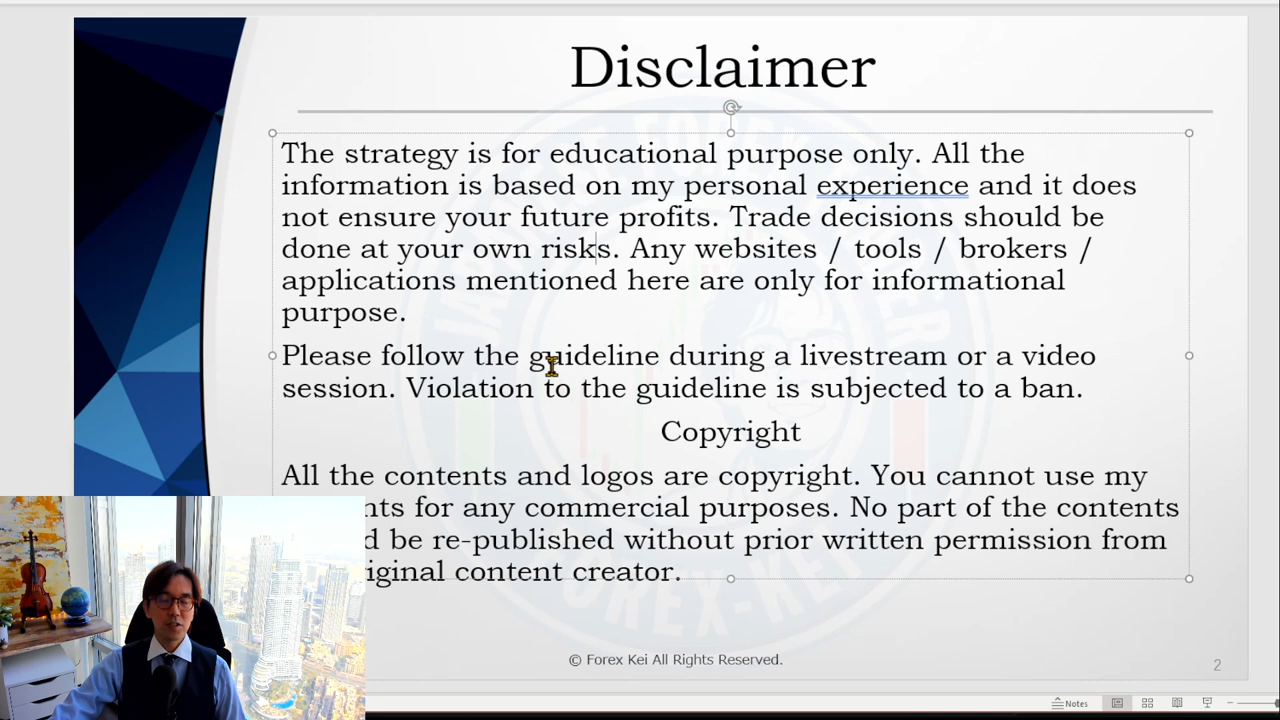 Disclaimer
The strategy is for educational purpose only. All the
information is based on my personal experience and it does
not ensure your future profits. Trade decisions should be
done at your own risks. Any websites / tools / brokers /
applications mentioned here are only for informational
purpose.
Please follow the guideline during a livestream or a video
session. Violation to the guideline is subjected to a ban.
Copyright
All the contents and logos are copyright. You cannot use my
for any commercial purposes. No part of the contents
be re-published without prior written permission from
content creator.
© Forex Kei All Rights Reserved.
2
Notes